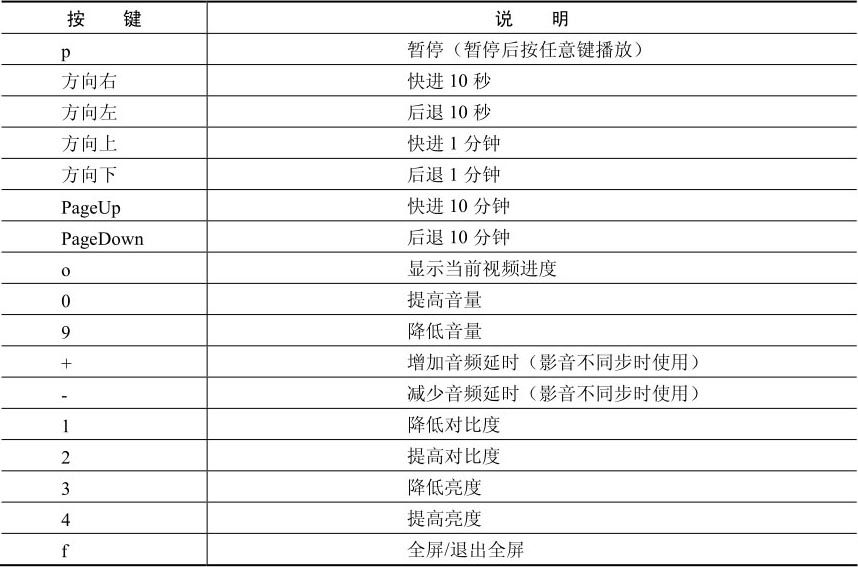 按 键 说 明
p 暂停（暂停后按任意键播放）
方向右 快进 10 秒
方向左 后退 10 秒
方向上 快进 1 分钟
方向下 后退 1 分钟
PageUp 快进 10 分钟
PageDown 后退 10 分钟
o 显示当前视频进度
0 提高音量
9 降低音量
+ 增加音频延时（影音不同步时使用）
- 减少音频延时（影音不同步时使用）
1 降低对比度
2 提高对比度
3 降低亮度
4 提高亮度
f 全屏/退出全屏